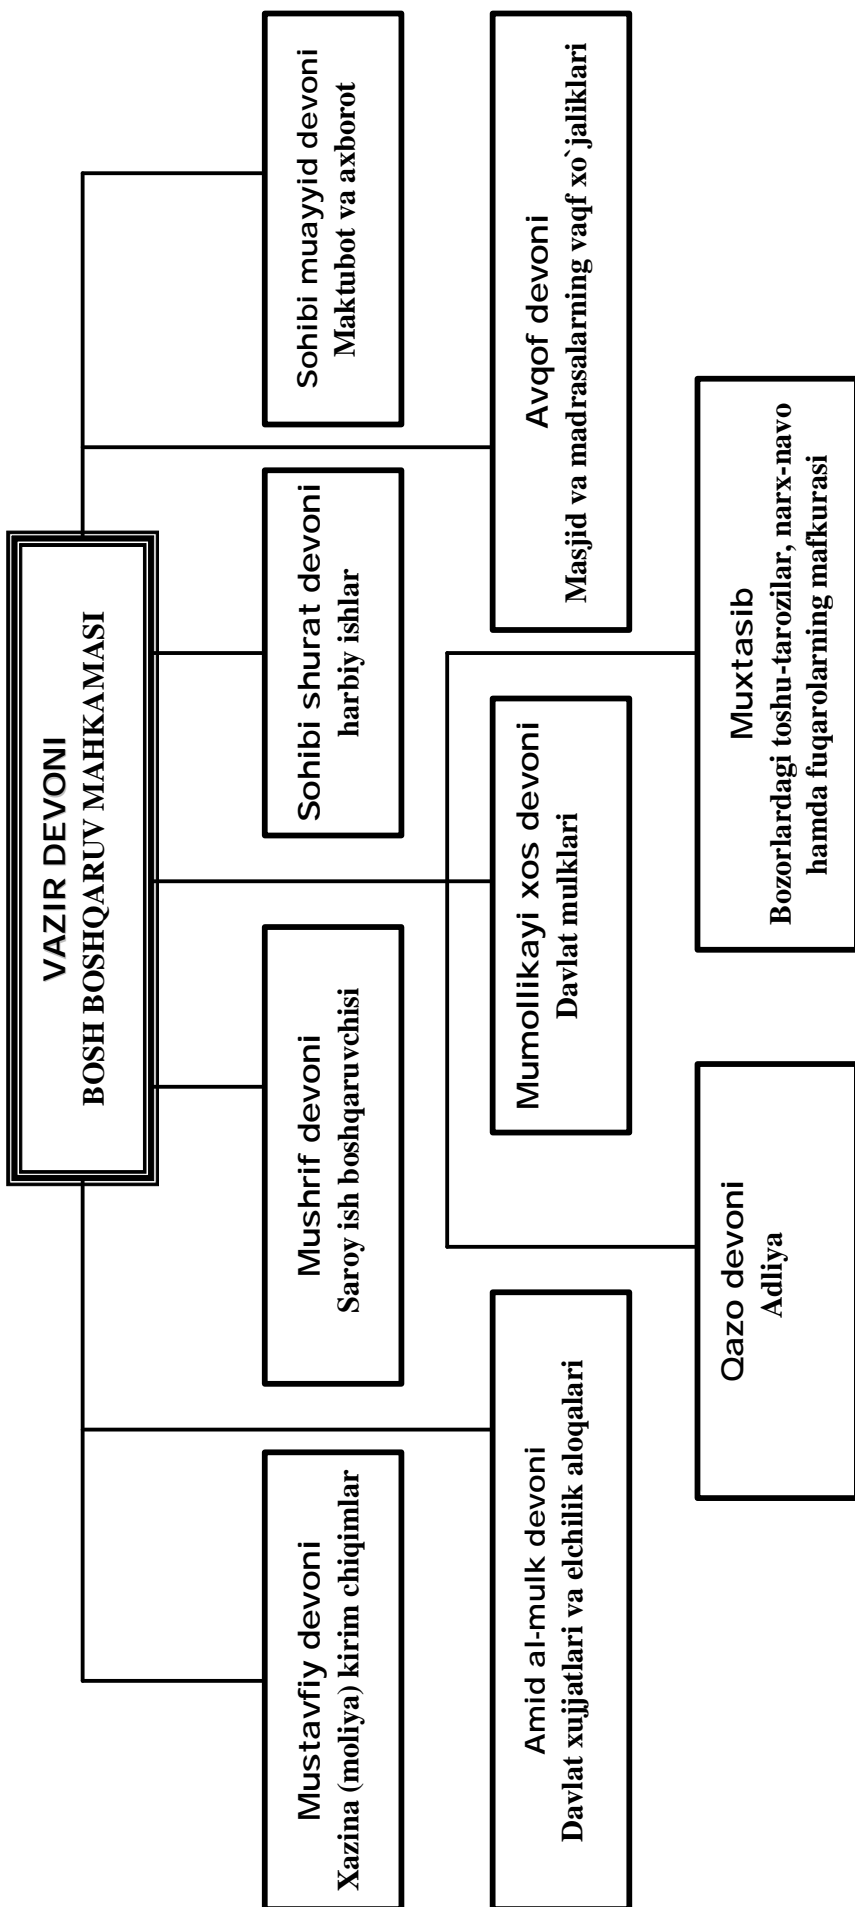 VAZIR DEVONI
BOSH BOSHQARUV MAHKAMASI
Mustavfiy devoni
Xazina (moliya) kirim chiqimlar
Mushrif devoni
Saroy ish boshqaruvchisi
Sohibi shurat devoni
harbiy ishlar
Sohibi muayyid devoni
Maktubot va axborot
Amid al-mulk devoni
Davlat xujjatlari va elchilik aloqalari
Mumollikayi xos devoni
Davlat mulklari
Avqof devoni
Masjid va madrasalarning vaqf xo`jaliklari
Qazo devoni
Adliya
Muxtasib
Bozorlardagi toshu-tarozilar, narx-navo
hamda fuqarolarning mafkurasi